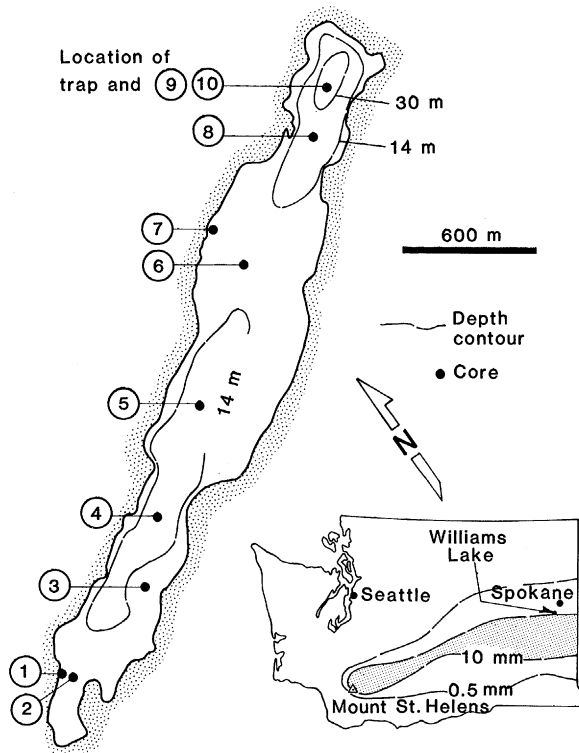 Location of
trap and 9 10
30 m
8
14 m
7
600 m
6
Depth
contour
Core
5
14 m
N
4
Williams
Lake
3
Seattle
Spokane
10 mm
1
0.5 mm
2
Mount St. Helens